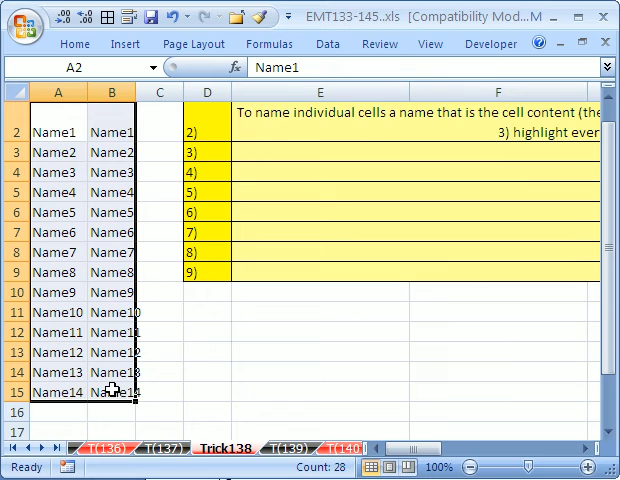 EMT133-145..xls [Compatibility Mod... M
Home Insert Page Layout Formulas Data Review View Developer
A2 fx Name1
A B C D E F
To name individual cells a name that is the cell content (the
2 Name1 Name1 2) 3) highlight ever
3 Name2 Name2 3)
4 Name3 Name3 4)
5 Name4 Name4 5)
6 Name5 Name5 6)
7 Name6 Name6 7)
8 Name7 Name7 8)
9 Name8 Name8 9)
10 Name9 Name9
11 Name10 Name10
12 Name11 Name11
13 Name12 Name12
14 Name13 Name13
15 Name14 Name14
16
17
T(136) T(137) Trick138 T(139) T(140
Ready Count: 28 100%